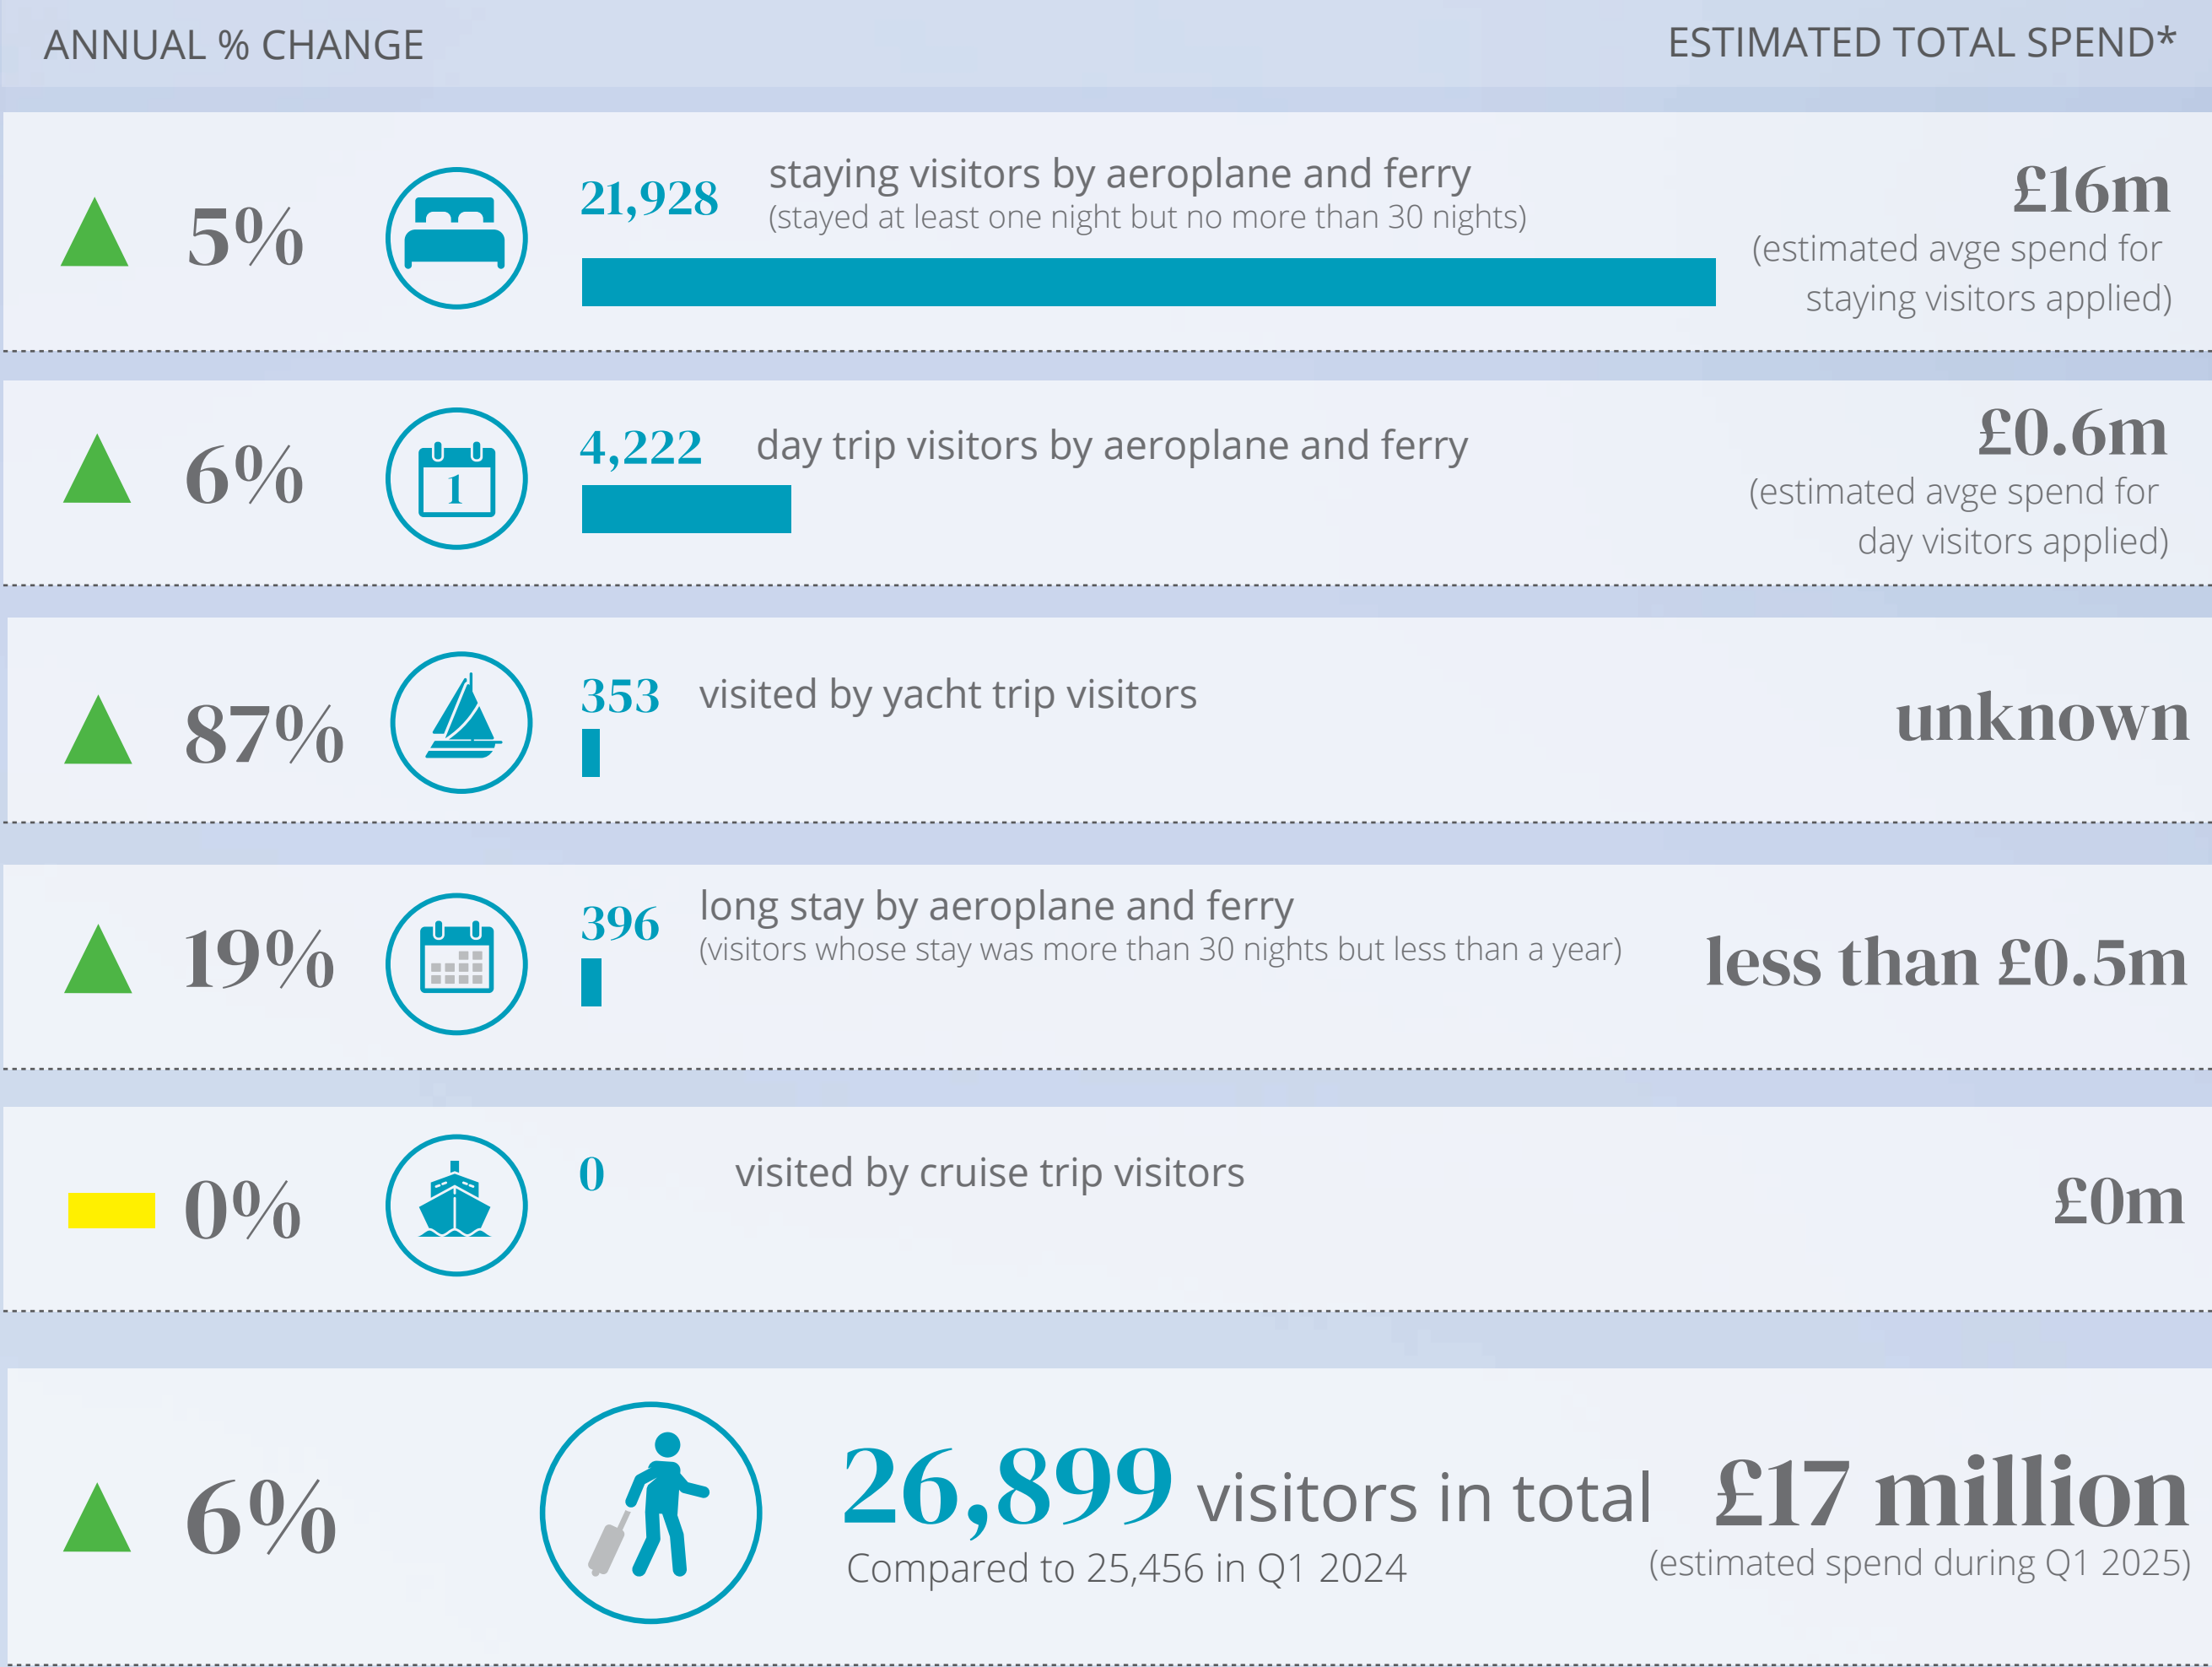 ANNUAL % CHANGE
ESTIMATED TOTAL SPEND*
5%
21,928
staying visitors by aeroplane and ferry
(stayed at least one night but no more than 30 nights)
£16m
(estimated avge spend for
staying visitors applied)
6%
1
4,222
day trip visitors by aeroplane and ferry
£0.6m
(estimated avge spend for
day visitors applied)
87%
353
visited by yacht trip visitors
unknown
19%
396
long stay by aeroplane and ferry
(visitors whose stay was more than 30 nights but less than a year)
less than £0.5m
0%
0
visited by cruise trip visitors
£0m
6%
26,899 visitors in total
Compared to 25,456 in Q1 2024
£17 million
(estimated spend during Q1 2025)